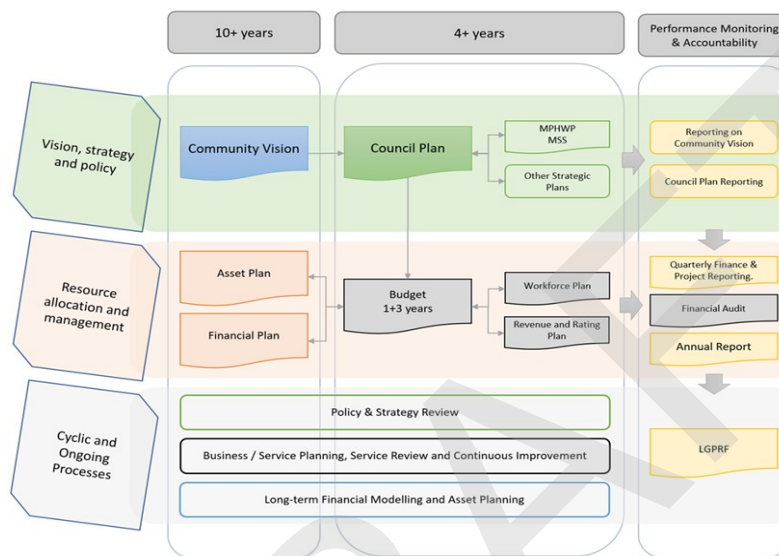 10+ years
4+ years
Performance Monitoring
& Accountability
Vision, strategy
and policy
Community Vision
Council Plan
MPHWP
MSS
Other Strategic
Plans
Reporting on
Community Vision
Council Plan Reporting
Resource
allocation and
management
Asset Plan
Financial Plan
Budget
1+3 years
Workforce Plan
Revenue and Rating
Plan
Quarterly Finance &
Project Reporting.
Financial Audit
Annual Report
Cyclic and
Ongoing
Processes
Policy & Strategy Review
Business / Service Planning, Service Review and Continuous Improvement
Long-term Financial Modelling and Asset Planning
LGPRF